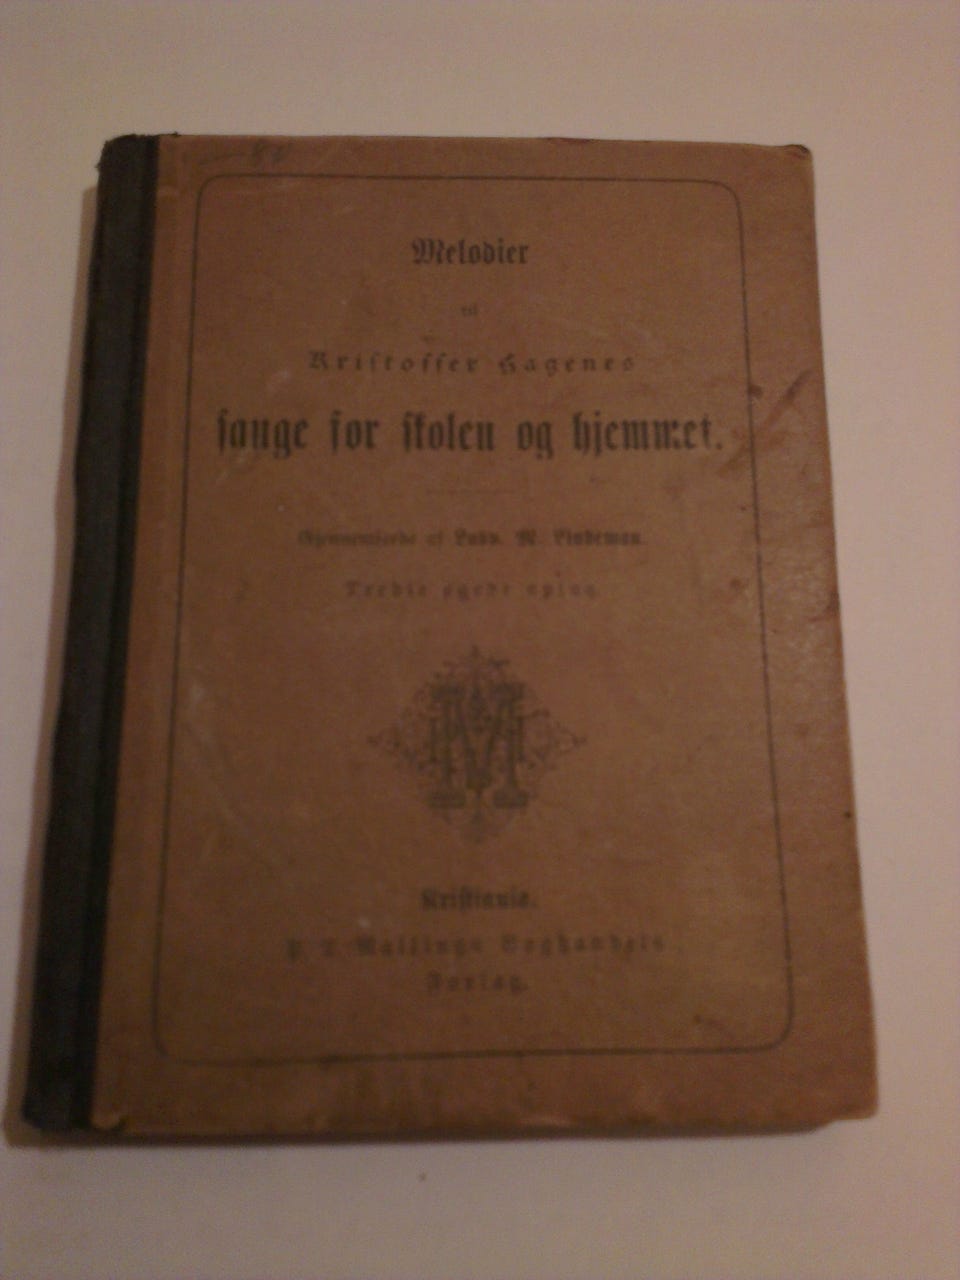 Melodier
til
Kristoffer Hagenes
sange for skolen og hjemmet.
Gjennemseede af Ludv. M. Lindeman.
Tredie øgede oplag.
M
Kristiania.
P. T. Mallings Boghandels
Forlag.